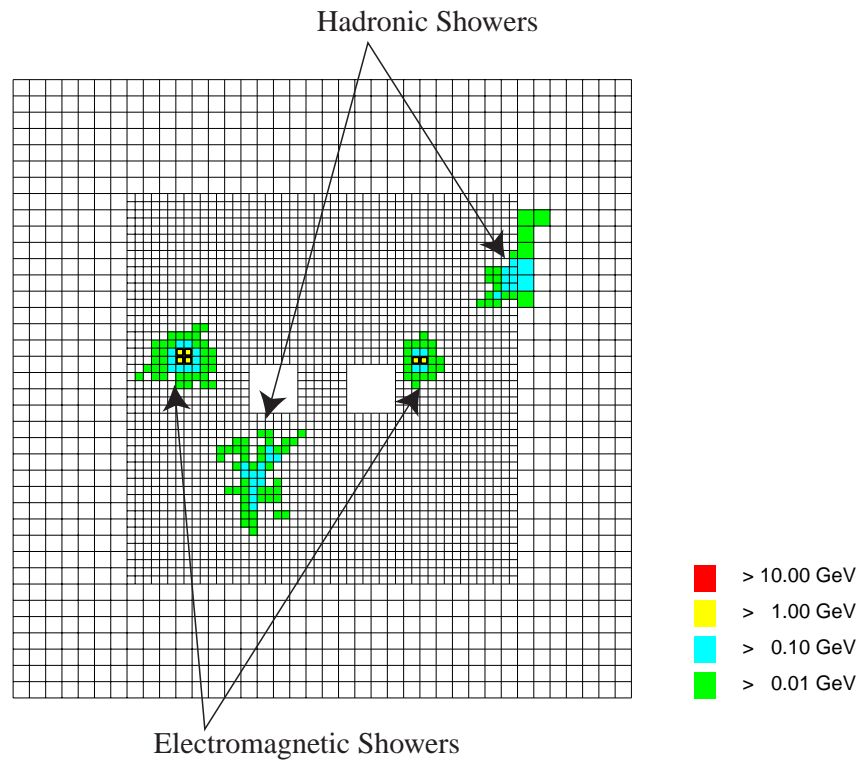 Hadronic Showers
> 10.00 GeV
> 1.00 GeV
> 0.10 GeV
> 0.01 GeV
Electromagnetic Showers